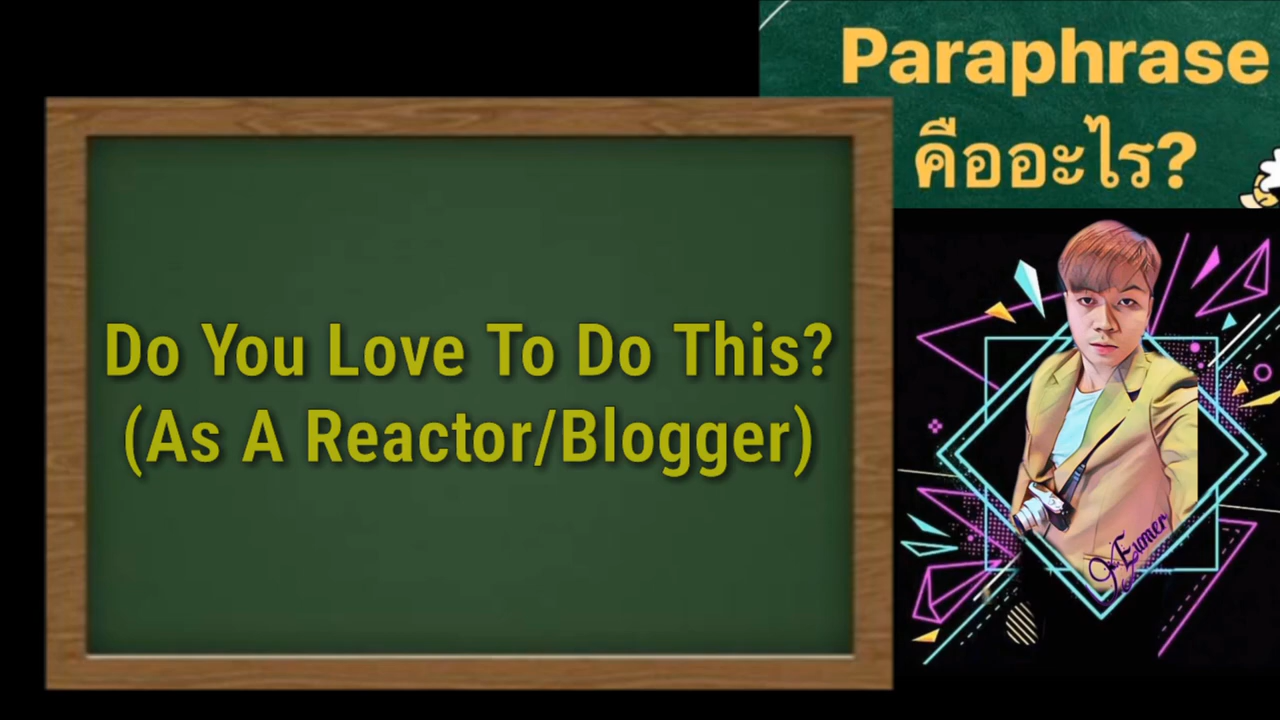 Paraphrase
คืออะไร?
Do You Love To Do This?
(As A Reactor/Blogger)